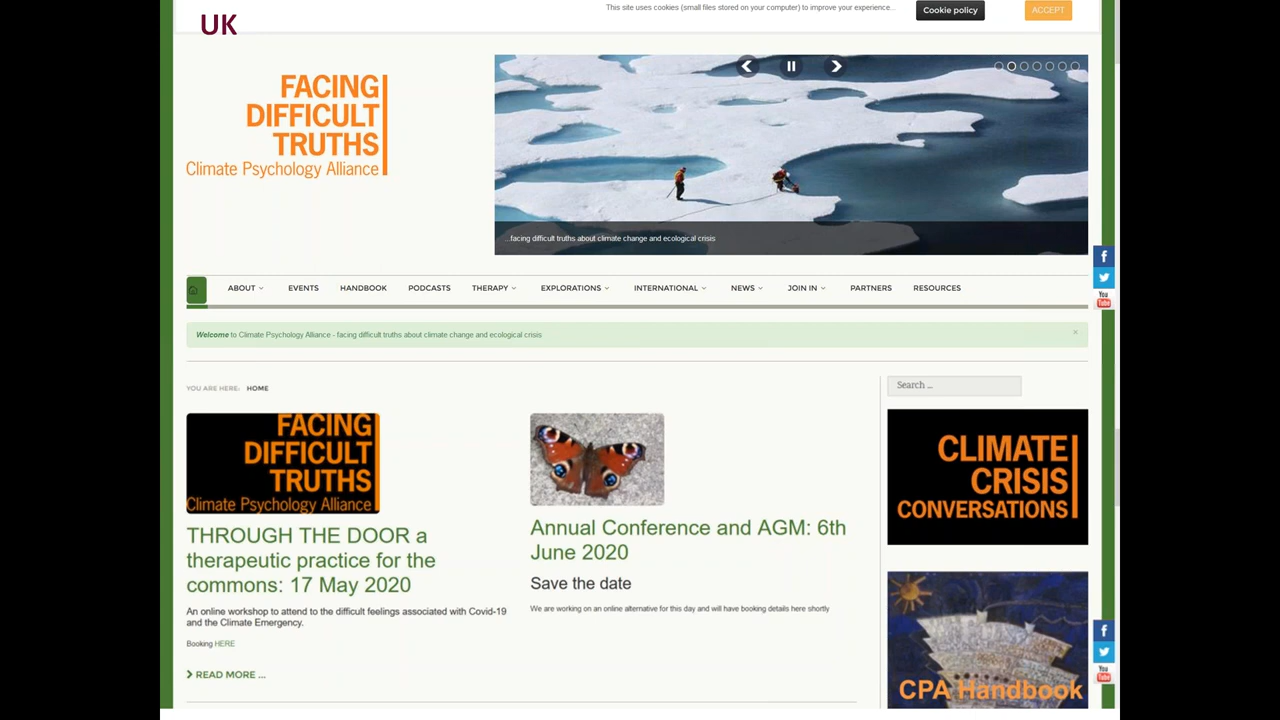 UK
This site uses cookies (small files stored on your computer) to improve your experience...
Cookie policy
ACCEPT
FACING
DIFFICULT
TRUTHS
Climate Psychology Alliance
...facing difficult truths about climate change and ecological crisis
ABOUT EVENTS HANDBOOK PODCASTS THERAPY EXPLORATIONS INTERNATIONAL NEWS JOIN IN PARTNERS RESOURCES
You
Tube
Welcome to Climate Psychology Alliance - facing difficult truths about climate change and ecological crisis
×
YOU ARE HERE: HOME
Search ...
FACING
DIFFICULT
TRUTHS
Climate Psychology Alliance
THROUGH THE DOOR a
therapeutic practice for the
commons: 17 May 2020
An online workshop to attend to the difficult feelings associated with Covid-19
and the Climate Emergency.
Booking HERE
READ MORE ...
Annual Conference and AGM: 6th
June 2020
Save the date
We are working on an online alternative for this day and will have booking details here shortly
CLIMATE
CRISIS
CONVERSATIONS
CPA Handbook
You
Tube